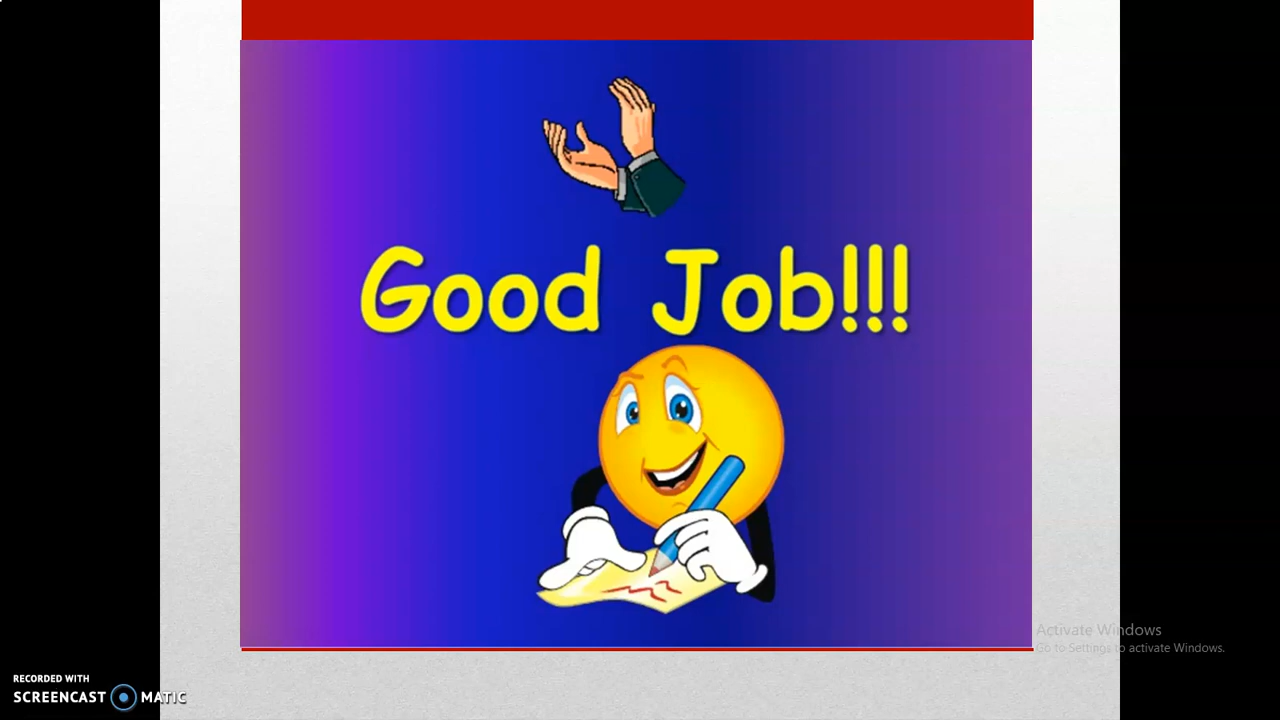 Good Job!!!
Activate Windows
Go to Settings to activate Windows.
RECORDED WITH
SCREENCAST MATIC